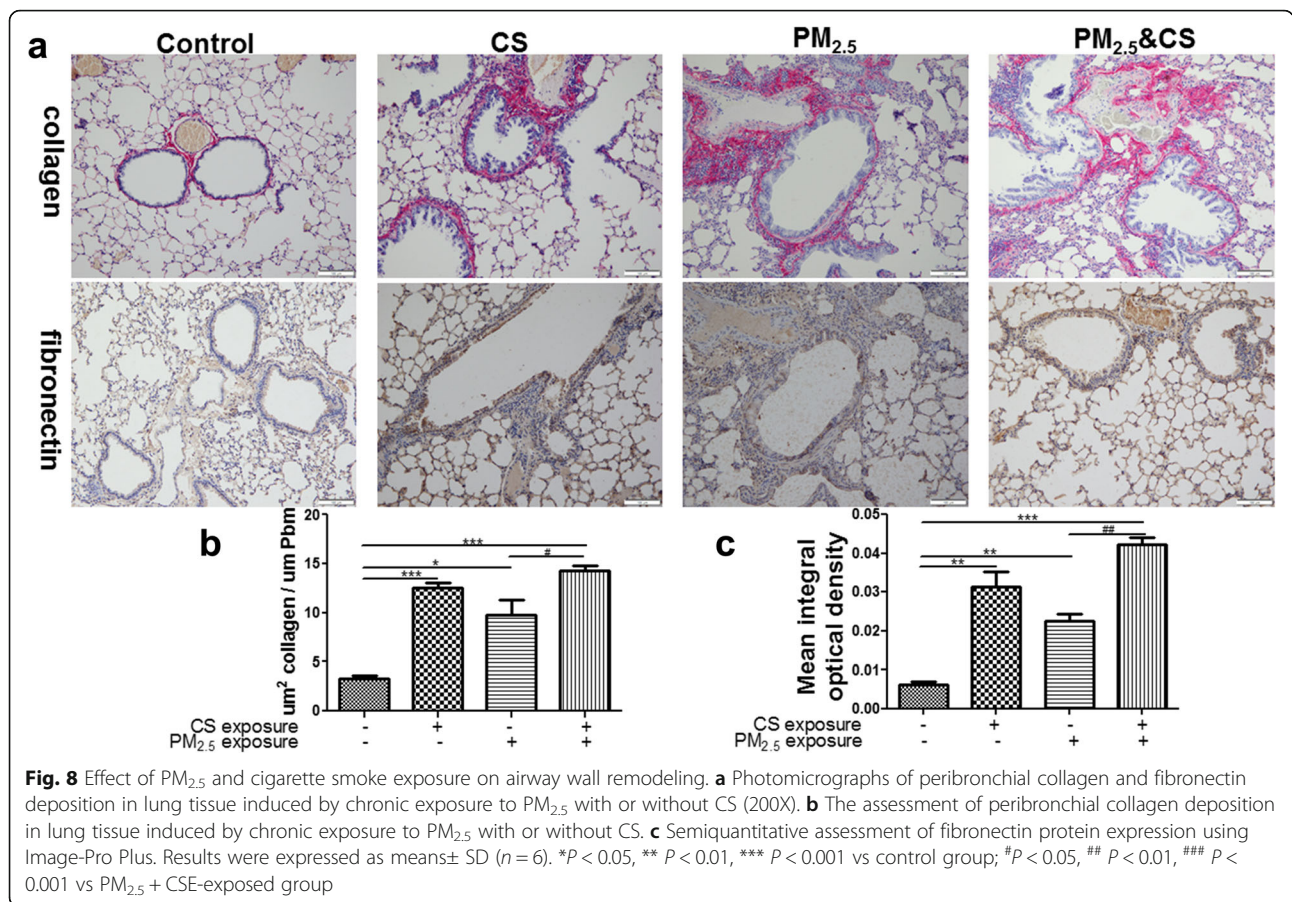 a
Control CS PM2.5 PM2.5&CS
collagen
fibronectin
b
um² collagen / um Pbm
20
15
10
5
0
*** * *** #
CS exposure - + - +
PM2.5 exposure - - + +
c
Mean integral
optical density
0.05
0.04
0.03
0.02
0.01
0.00
** ** *** ##
CS exposure - + - +
PM2.5 exposure - - + +
Fig. 8 Effect of PM2.5 and cigarette smoke exposure on airway wall remodeling. a Photomicrographs of peribronchial collagen and fibronectin
deposition in lung tissue induced by chronic exposure to PM2.5 with or without CS (200X). b The assessment of peribronchial collagen deposition
in lung tissue induced by chronic exposure to PM2.5 with or without CS. c Semiquantitative assessment of fibronectin protein expression using
Image-Pro Plus. Results were expressed as means± SD (n = 6). *P < 0.05, ** P < 0.01, *** P < 0.001 vs control group; #P < 0.05, ## P < 0.01, ### P <
0.001 vs PM2.5 + CSE-exposed group